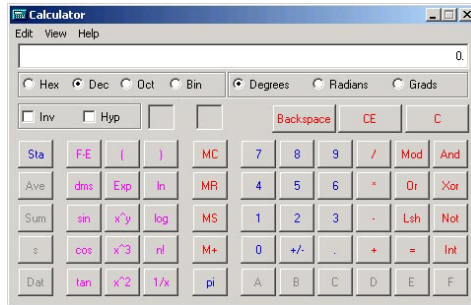 Calculator
Edit View Help
0.
Hex Dec Oct Bin Degrees Radians Grads
Inv Hyp Backspace CE C
Sta F-E ( ) MC 7 8 9 / Mod And
Ave dms Exp ln MR 4 5 6 * Or Xor
Sum sin x^y log MS 1 2 3 - Lsh Not
s cos x^3 n! M+ 0 +/- . + = Int
Dat tan x^2 1/x pi A B C D E F